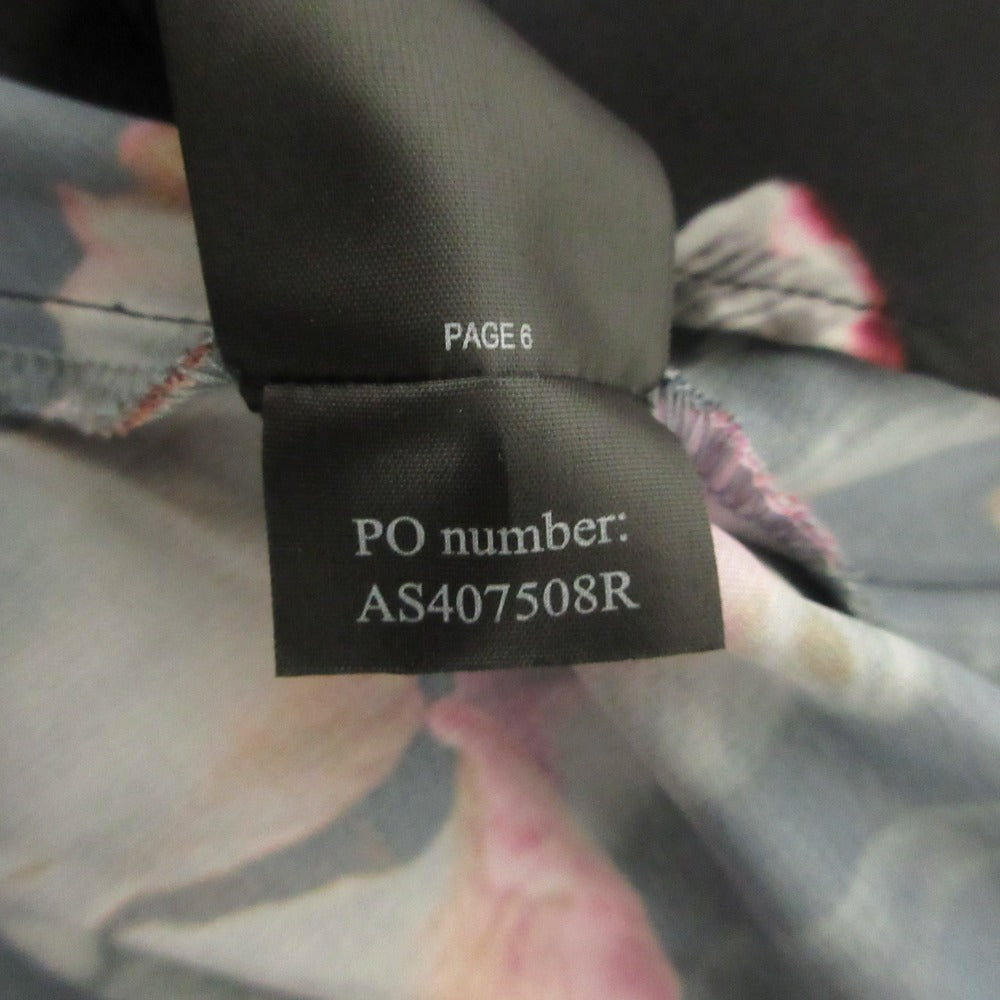 PAGE 6
PO number:
AS407508R